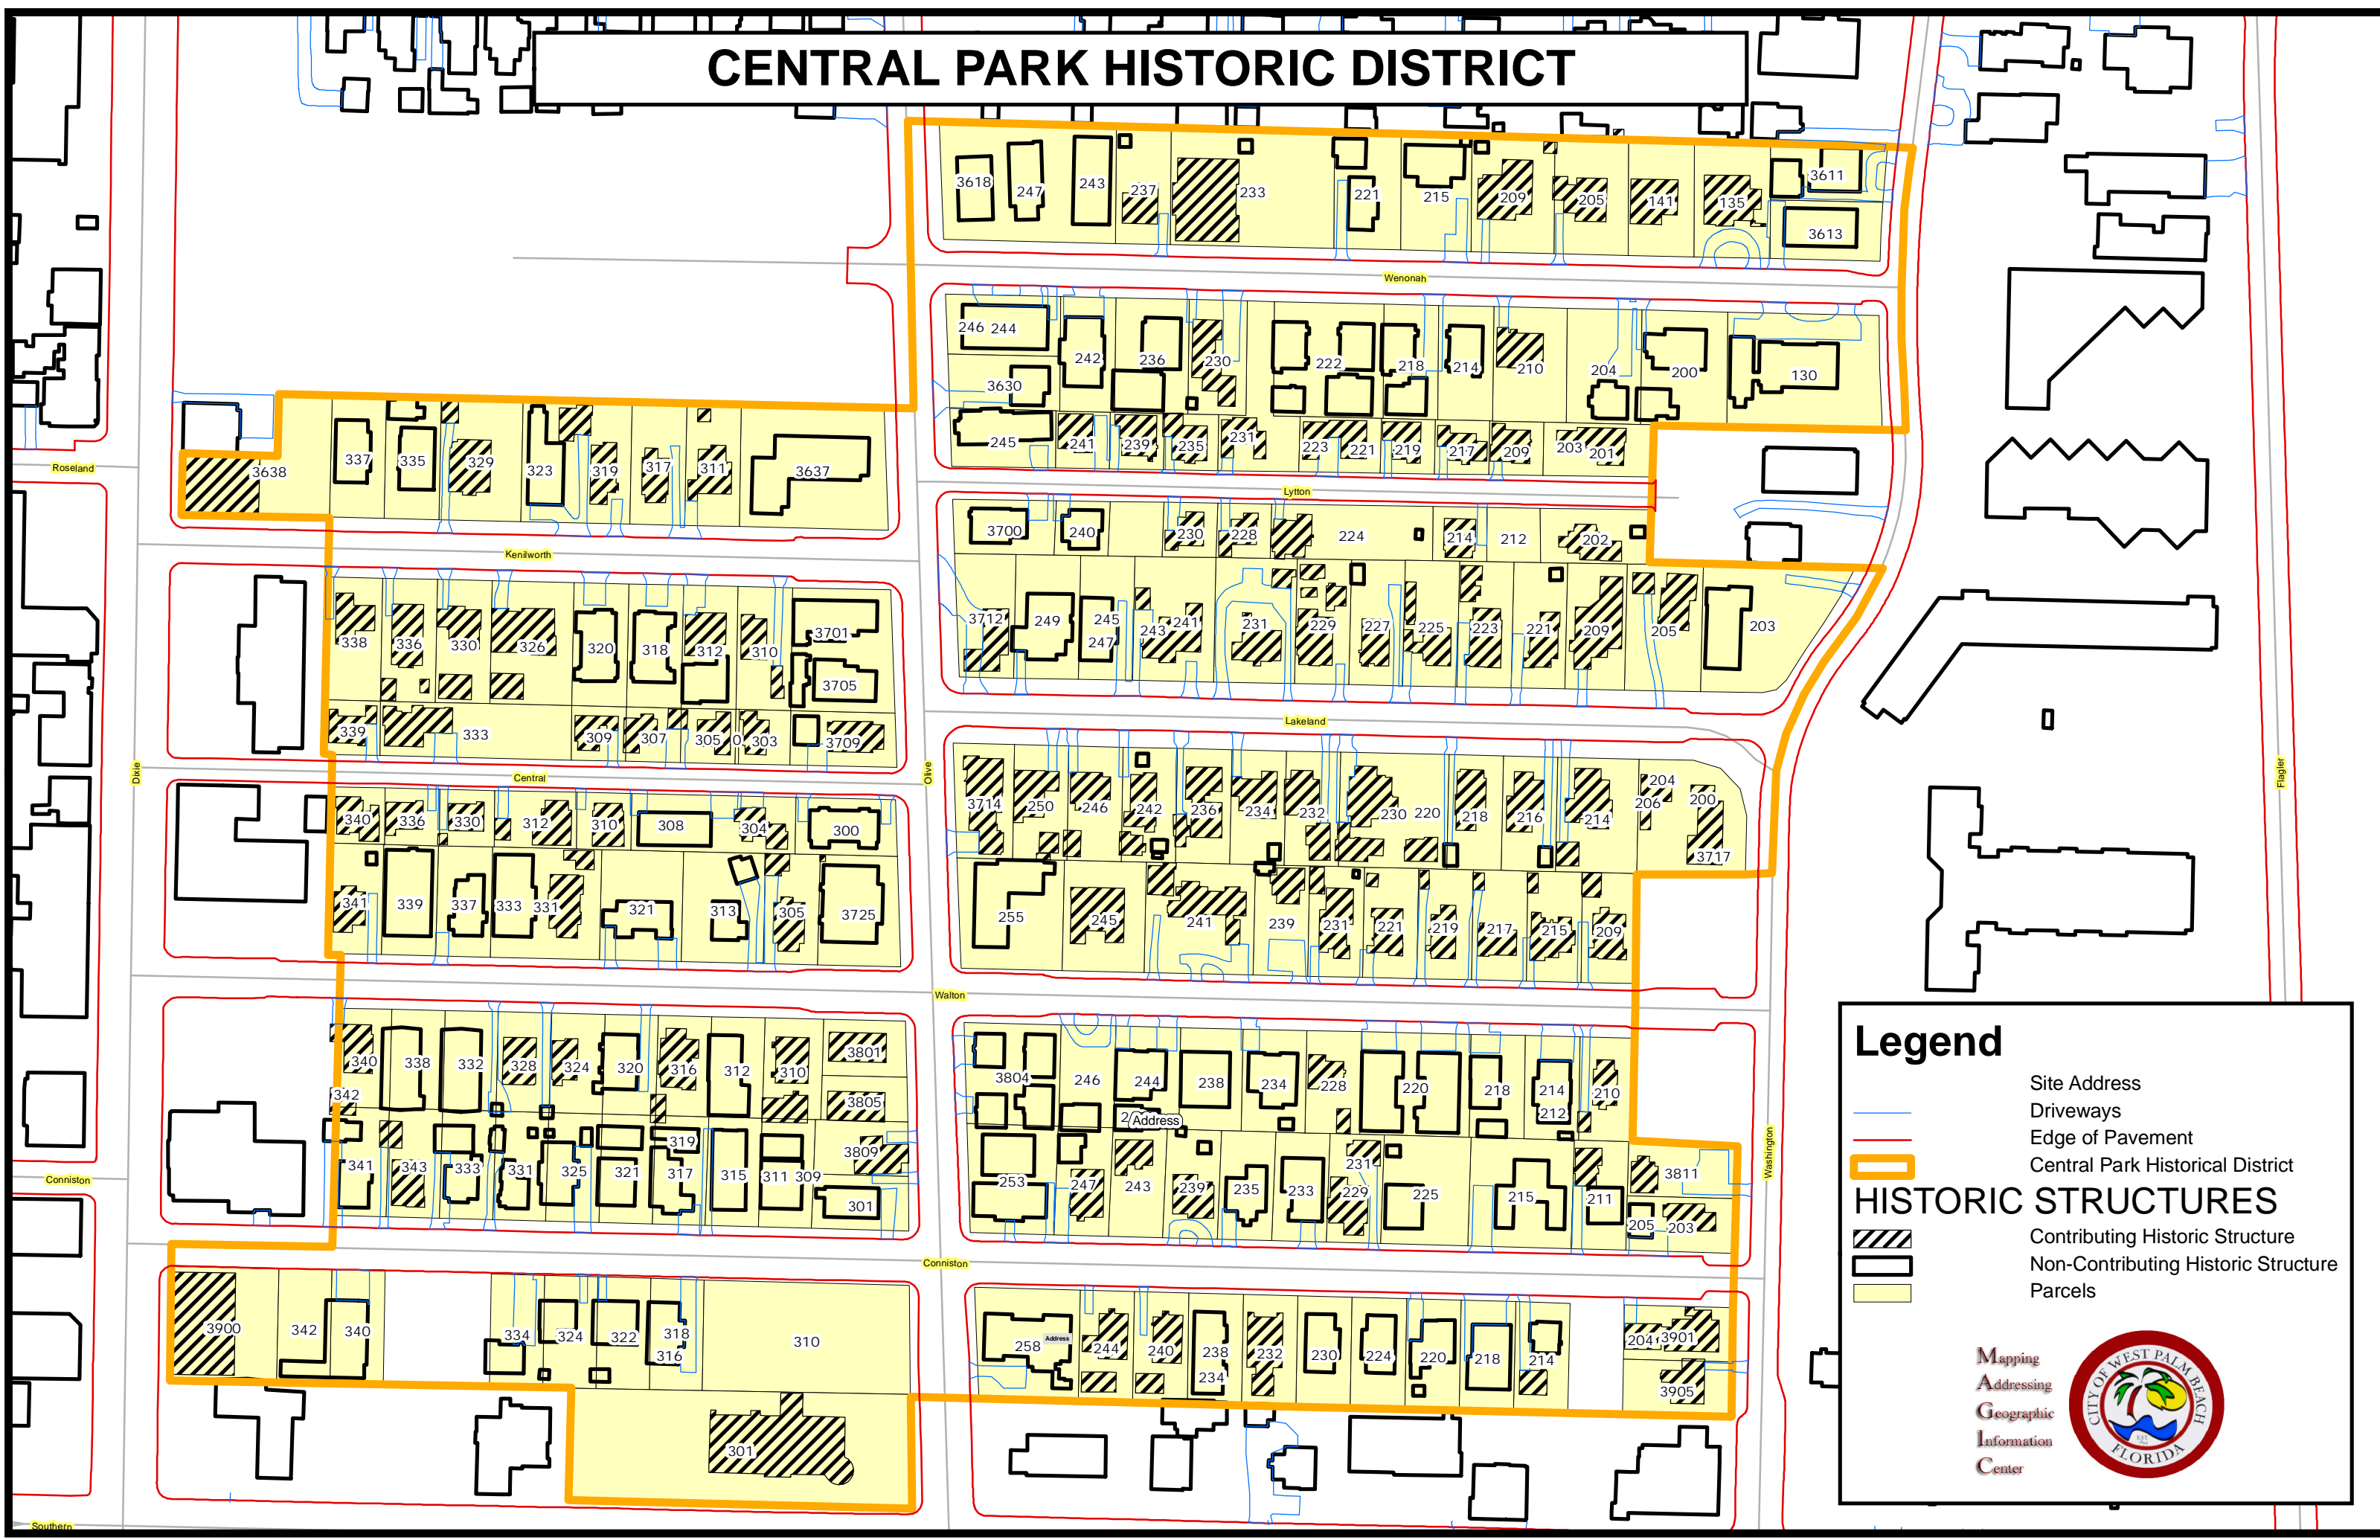 CENTRAL PARK HISTORIC DISTRICT
3618 247 243 237 233 221 215 209 205 141 135 3611
3613
Wenonah
246 244 242 236 230 222 218 214 210 204 200 130
3630
245 241 239 235 231 223 221 219 217 209 203 201
Roseland
3638 337 335 329 323 319 317 311 3637
Lytton
3700 240 230 228 224 214 212 202
Kenilworth
338 336 330 326 320 318 312 310 3701
3705
3712 249 245 247 243 241 231 229 227 225 223 221 209 205 203
339 333 309 307 305 0 303 3709
Lakeland
Dixie
Central
Olive
Flagler
340 336 330 312 310 308 304 300
3714 250 246 242 236 234 232 230 220 218 216 214 206 204 200
3717
341 339 337 333 331 321 313 305 3725
255 245 241 239 231 221 219 217 215 209
Walton
340 338 332 328 324 320 316 312 310 3801
342 3805
3804 246 244 238 234 228 220 218 214 210
212
Address
319 3809
341 343 333 331 325 321 317 315 311 309
301
253 247 243 239 235 233 231 229 225 215 211 3811
205 203
Washington
Conniston
Conniston
3900 342 340 334 324 322 318 310
316
258 Address 244 240 238 232 230 224 220 218 214 204 3901
234 3905
301
Southern
Legend
Site Address
Driveways
Edge of Pavement
Central Park Historical District
HISTORIC STRUCTURES
Contributing Historic Structure
Non-Contributing Historic Structure
Parcels
Mapping
Addressing
Geographic
Information
Center
CITY OF WEST PALM BEACH
FLORIDA